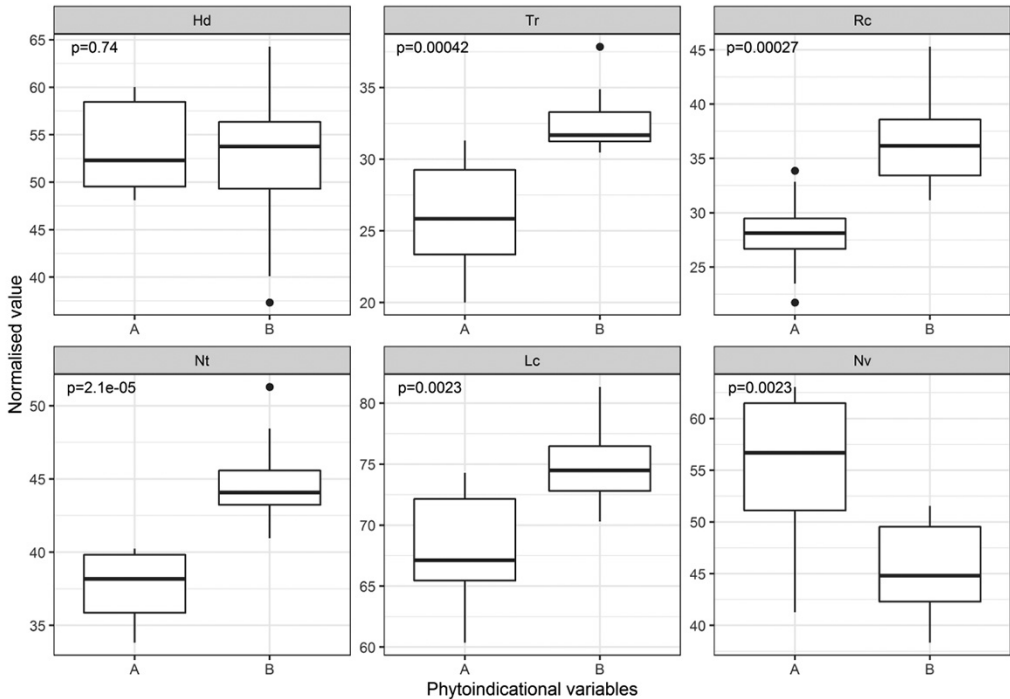 Hd
Tr
Rc
p=0.74
p=0.00042
p=0.00027
65
60
55
50
45
40
35
30
25
20
45
40
35
30
25
A
B
A
B
A
B
Normalised value
Nt
Lc
Nv
p=2.1e-05
p=0.0023
p=0.0023
50
45
40
35
80
75
70
65
60
60
55
50
45
40
A
B
A
B
A
B
Phytoindicational variables